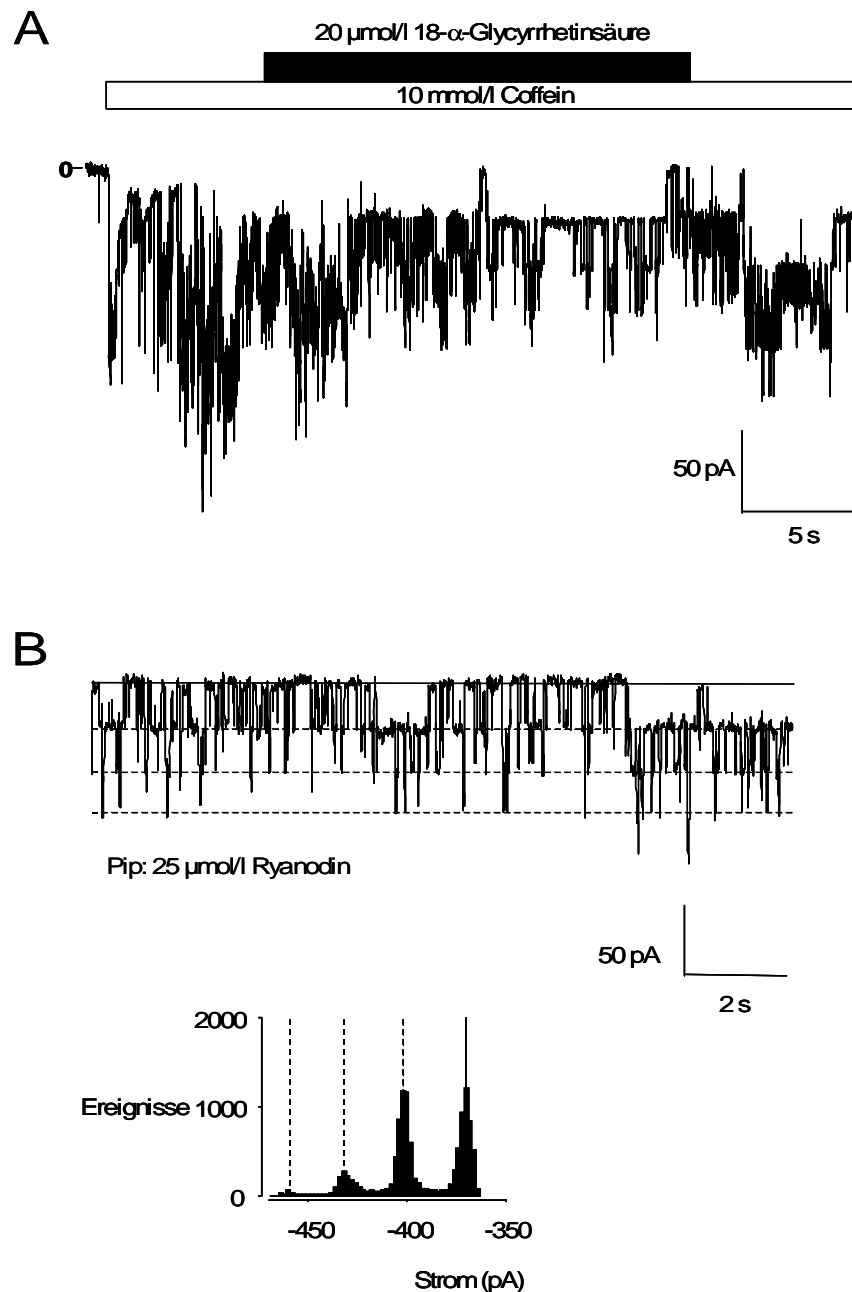 A
20 µmol/l 18-α-Glycyrrhetinsäure
10 mmol/l Coffein
0
50 pA
5 s
B
Pip: 25 µmol/l Ryanodin
50 pA
2 s
2000
Ereignisse 1000
0
-450 -400 -350
Strom (pA)